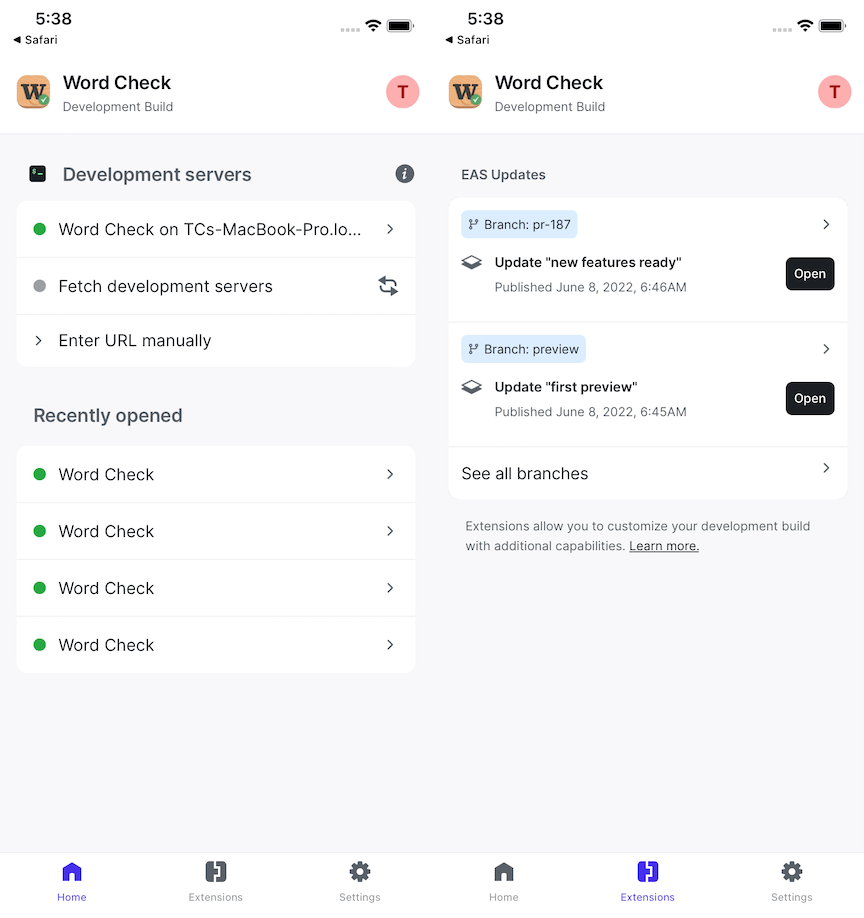 5:38
◀ Safari
W
Word Check
Development Build
T
Development servers
Word Check on TCs-MacBook-Pro.lo...
Fetch development servers
Enter URL manually
Recently opened
Word Check
Word Check
Word Check
Word Check
Home
Extensions
Settings
5:38
◀ Safari
W
Word Check
Development Build
T
EAS Updates
Branch: pr-187
Update "new features ready"
Published June 8, 2022, 6:46AM
Open
Branch: preview
Update "first preview"
Published June 8, 2022, 6:45AM
Open
See all branches
Extensions allow you to customize your development build
with additional capabilities. Learn more.
Home
Extensions
Settings